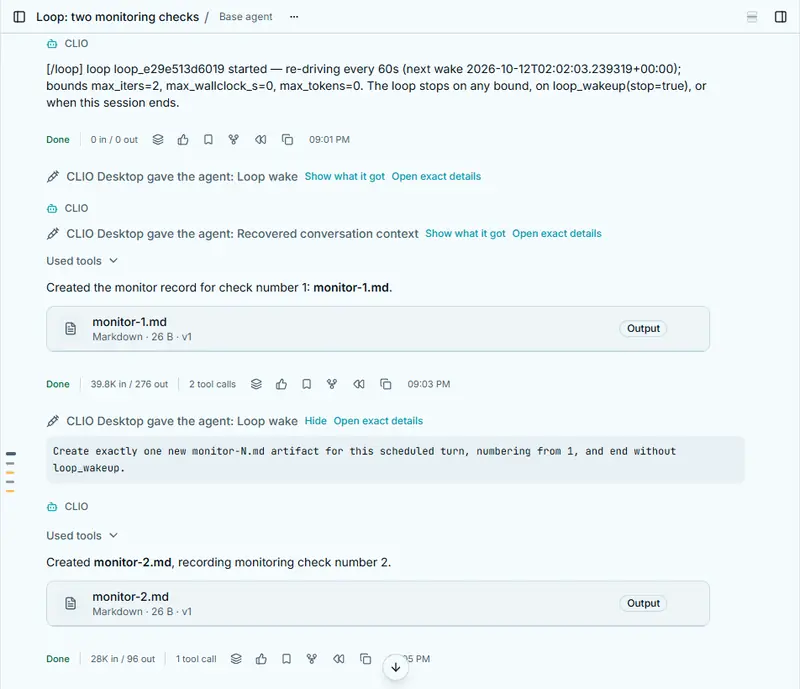 Loop: two monitoring checks / Base agent ...
CLIO
[/loop] loop loop_e29e513d6019 started — re-driving every 60s (next wake 2026-10-12T02:02:03.239319+00:00);
bounds max_iters=2, max_wallclock_s=0, max_tokens=0. The loop stops on any bound, on loop_wakeup(stop=true), or
when this session ends.
Done 0 in / 0 out 09:01 PM
CLIO Desktop gave the agent: Loop wake Show what it got Open exact details
CLIO
CLIO Desktop gave the agent: Recovered conversation context Show what it got Open exact details
Used tools
Created the monitor record for check number 1: monitor-1.md.
monitor-1.md
Markdown · 26 B · v1
Output
Done 39.8K in / 276 out 2 tool calls 09:03 PM
CLIO Desktop gave the agent: Loop wake Hide Open exact details
Create exactly one new monitor-N.md artifact for this scheduled turn, numbering from 1, and end without
loop_wakeup.
CLIO
Used tools
Created monitor-2.md, recording monitoring check number 2.
monitor-2.md
Markdown · 26 B · v1
Output
Done 28K in / 96 out 1 tool call PM